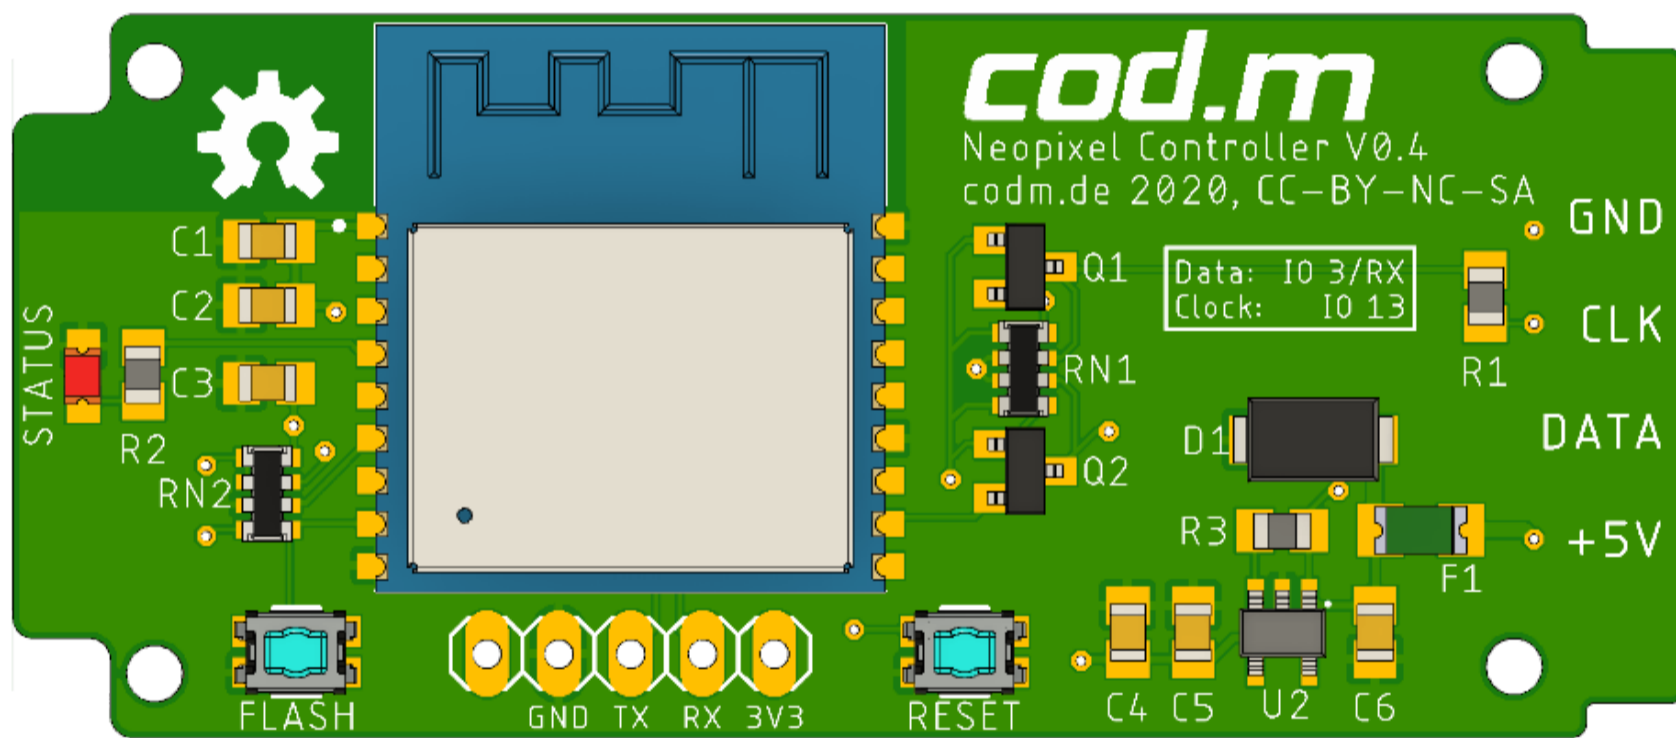 cod.m
Neopixel Controller V0.4
codm.de 2020, CC-BY-NC-SA
GND
C1
Q1
Data: IO 3/RX
Clock: IO 13
C2
CLK
STATUS
C3
RN1
R1
R2
D1
DATA
RN2
Q2
R3
+5V
F1
FLASH
GND TX RX 3V3
RESET
C4 C5 U2 C6